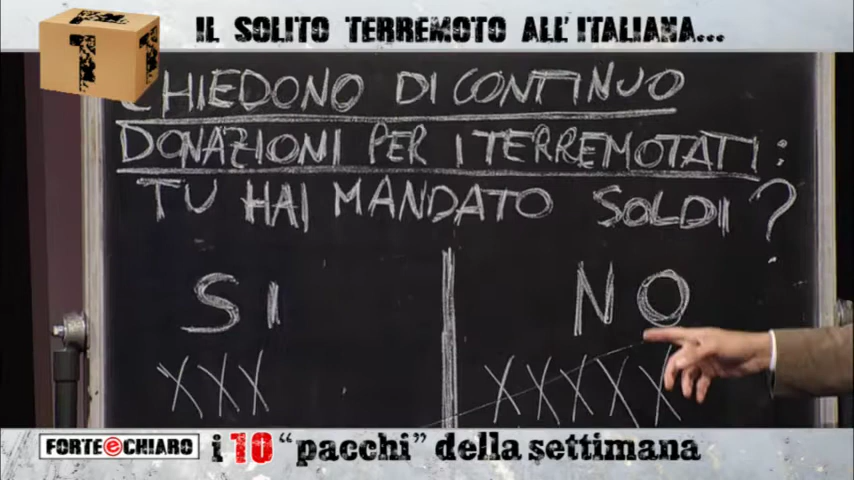 IL SOLITO TERREMOTO ALL'ITALIANA...
11
CHIEDONO DI CONTINUO
DONAZIONI PER I TERREMOTATI:
TU HAI MANDATO SOLDI?
SI NO
XXX XXXXX
FORTE e CHIARO i 10 "pacchi" della settimana